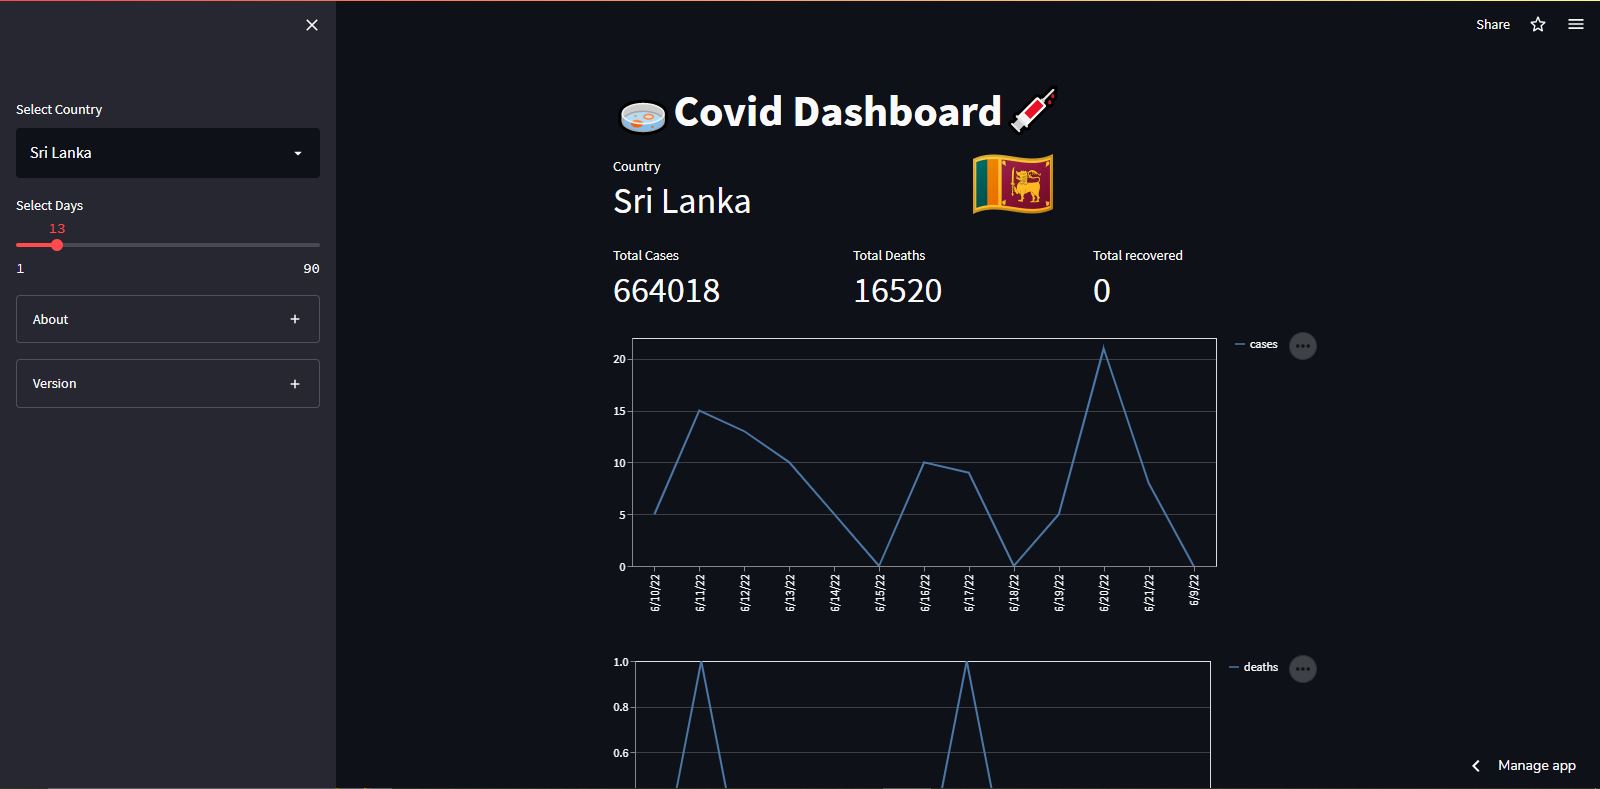 Share
Select Country
Sri Lanka
Select Days
13
1 90
About
Version
Covid Dashboard
Country
Sri Lanka
Total Cases Total Deaths Total recovered
664018 16520 0
cases
20
15
10
5
0
6/10/22 6/11/22 6/12/22 6/13/22 6/14/22 6/15/22 6/16/22 6/17/22 6/18/22 6/19/22 6/20/22 6/21/22 6/9/22
deaths
1.0
0.8
0.6
Manage app